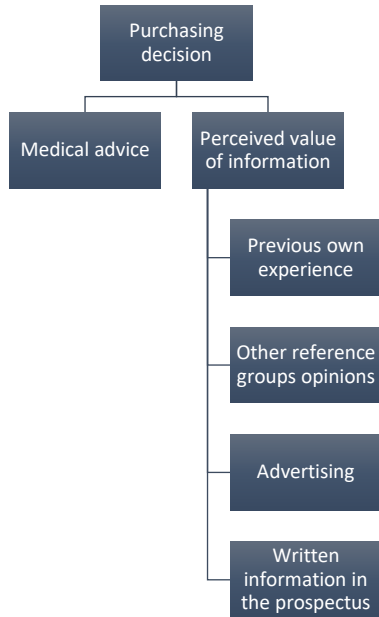 Purchasing
decision
Medical advice
Perceived value
of information
Previous own
experience
Other reference
groups opinions
Advertising
Written
information in
the prospectus